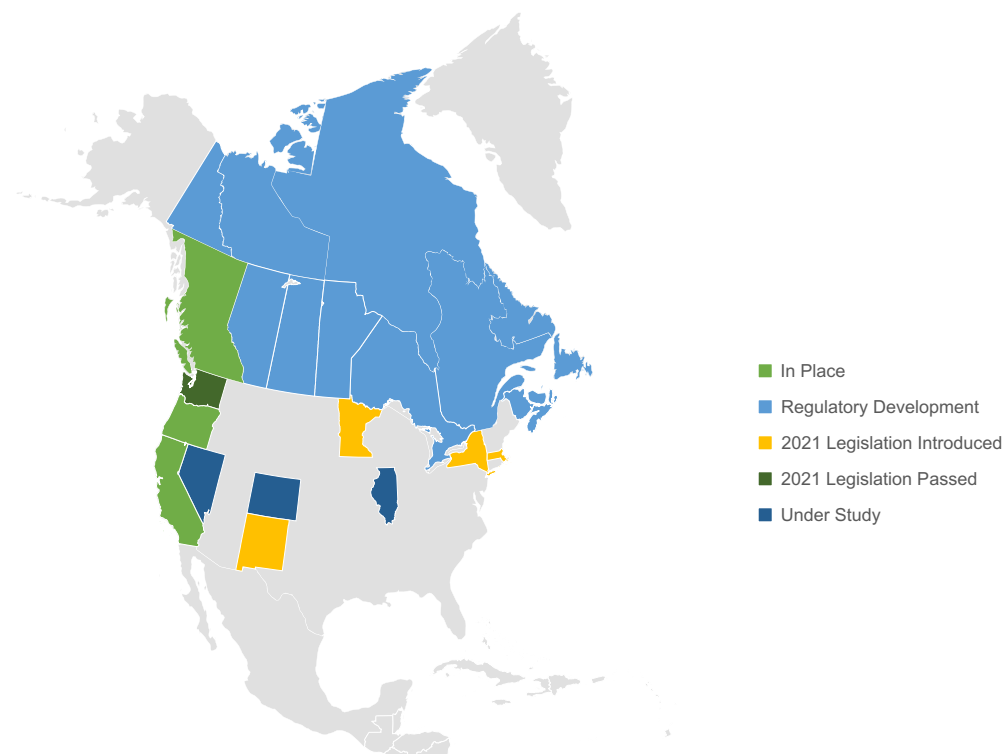 In Place
Regulatory Development
2021 Legislation Introduced
2021 Legislation Passed
Under Study